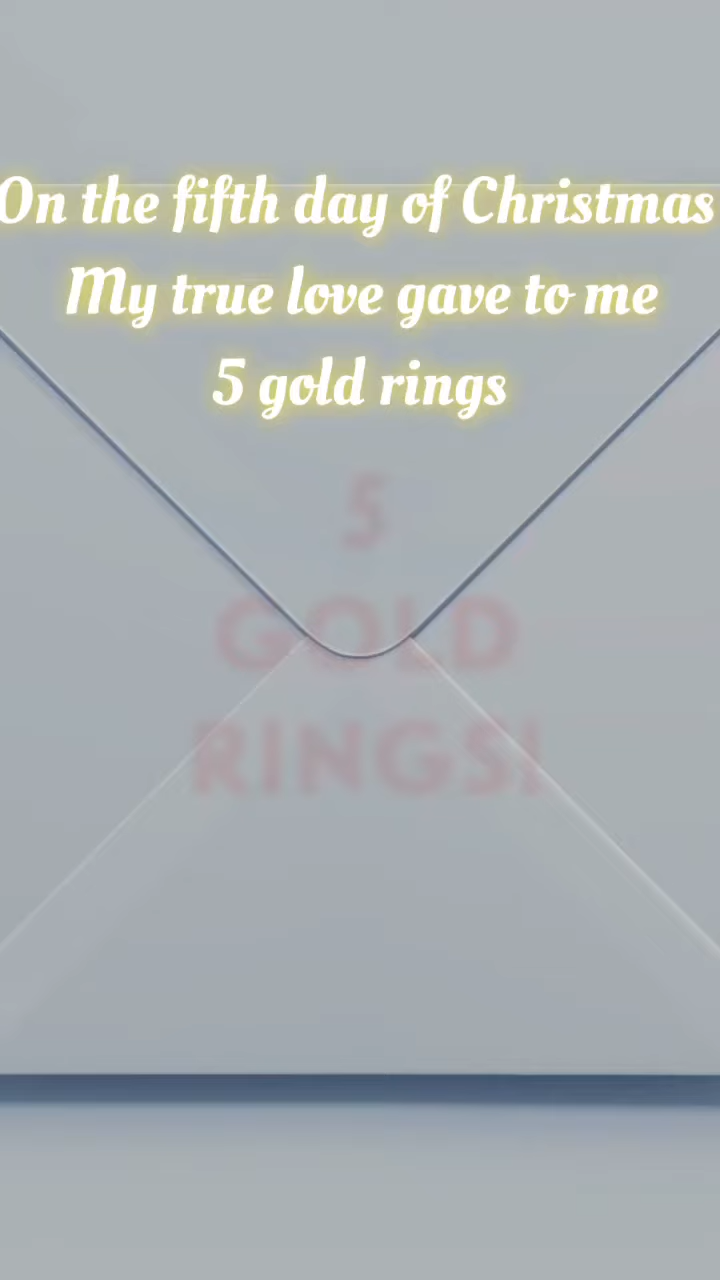 On the fifth day of Christmas
My true love gave to me
5 gold rings
5
GOLD
RINGS!